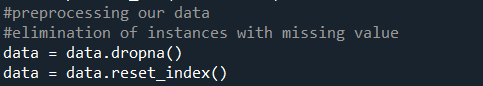 #preprocessing our data
#elimination of instances with missing value
data = data.dropna()
data = data.reset_index()